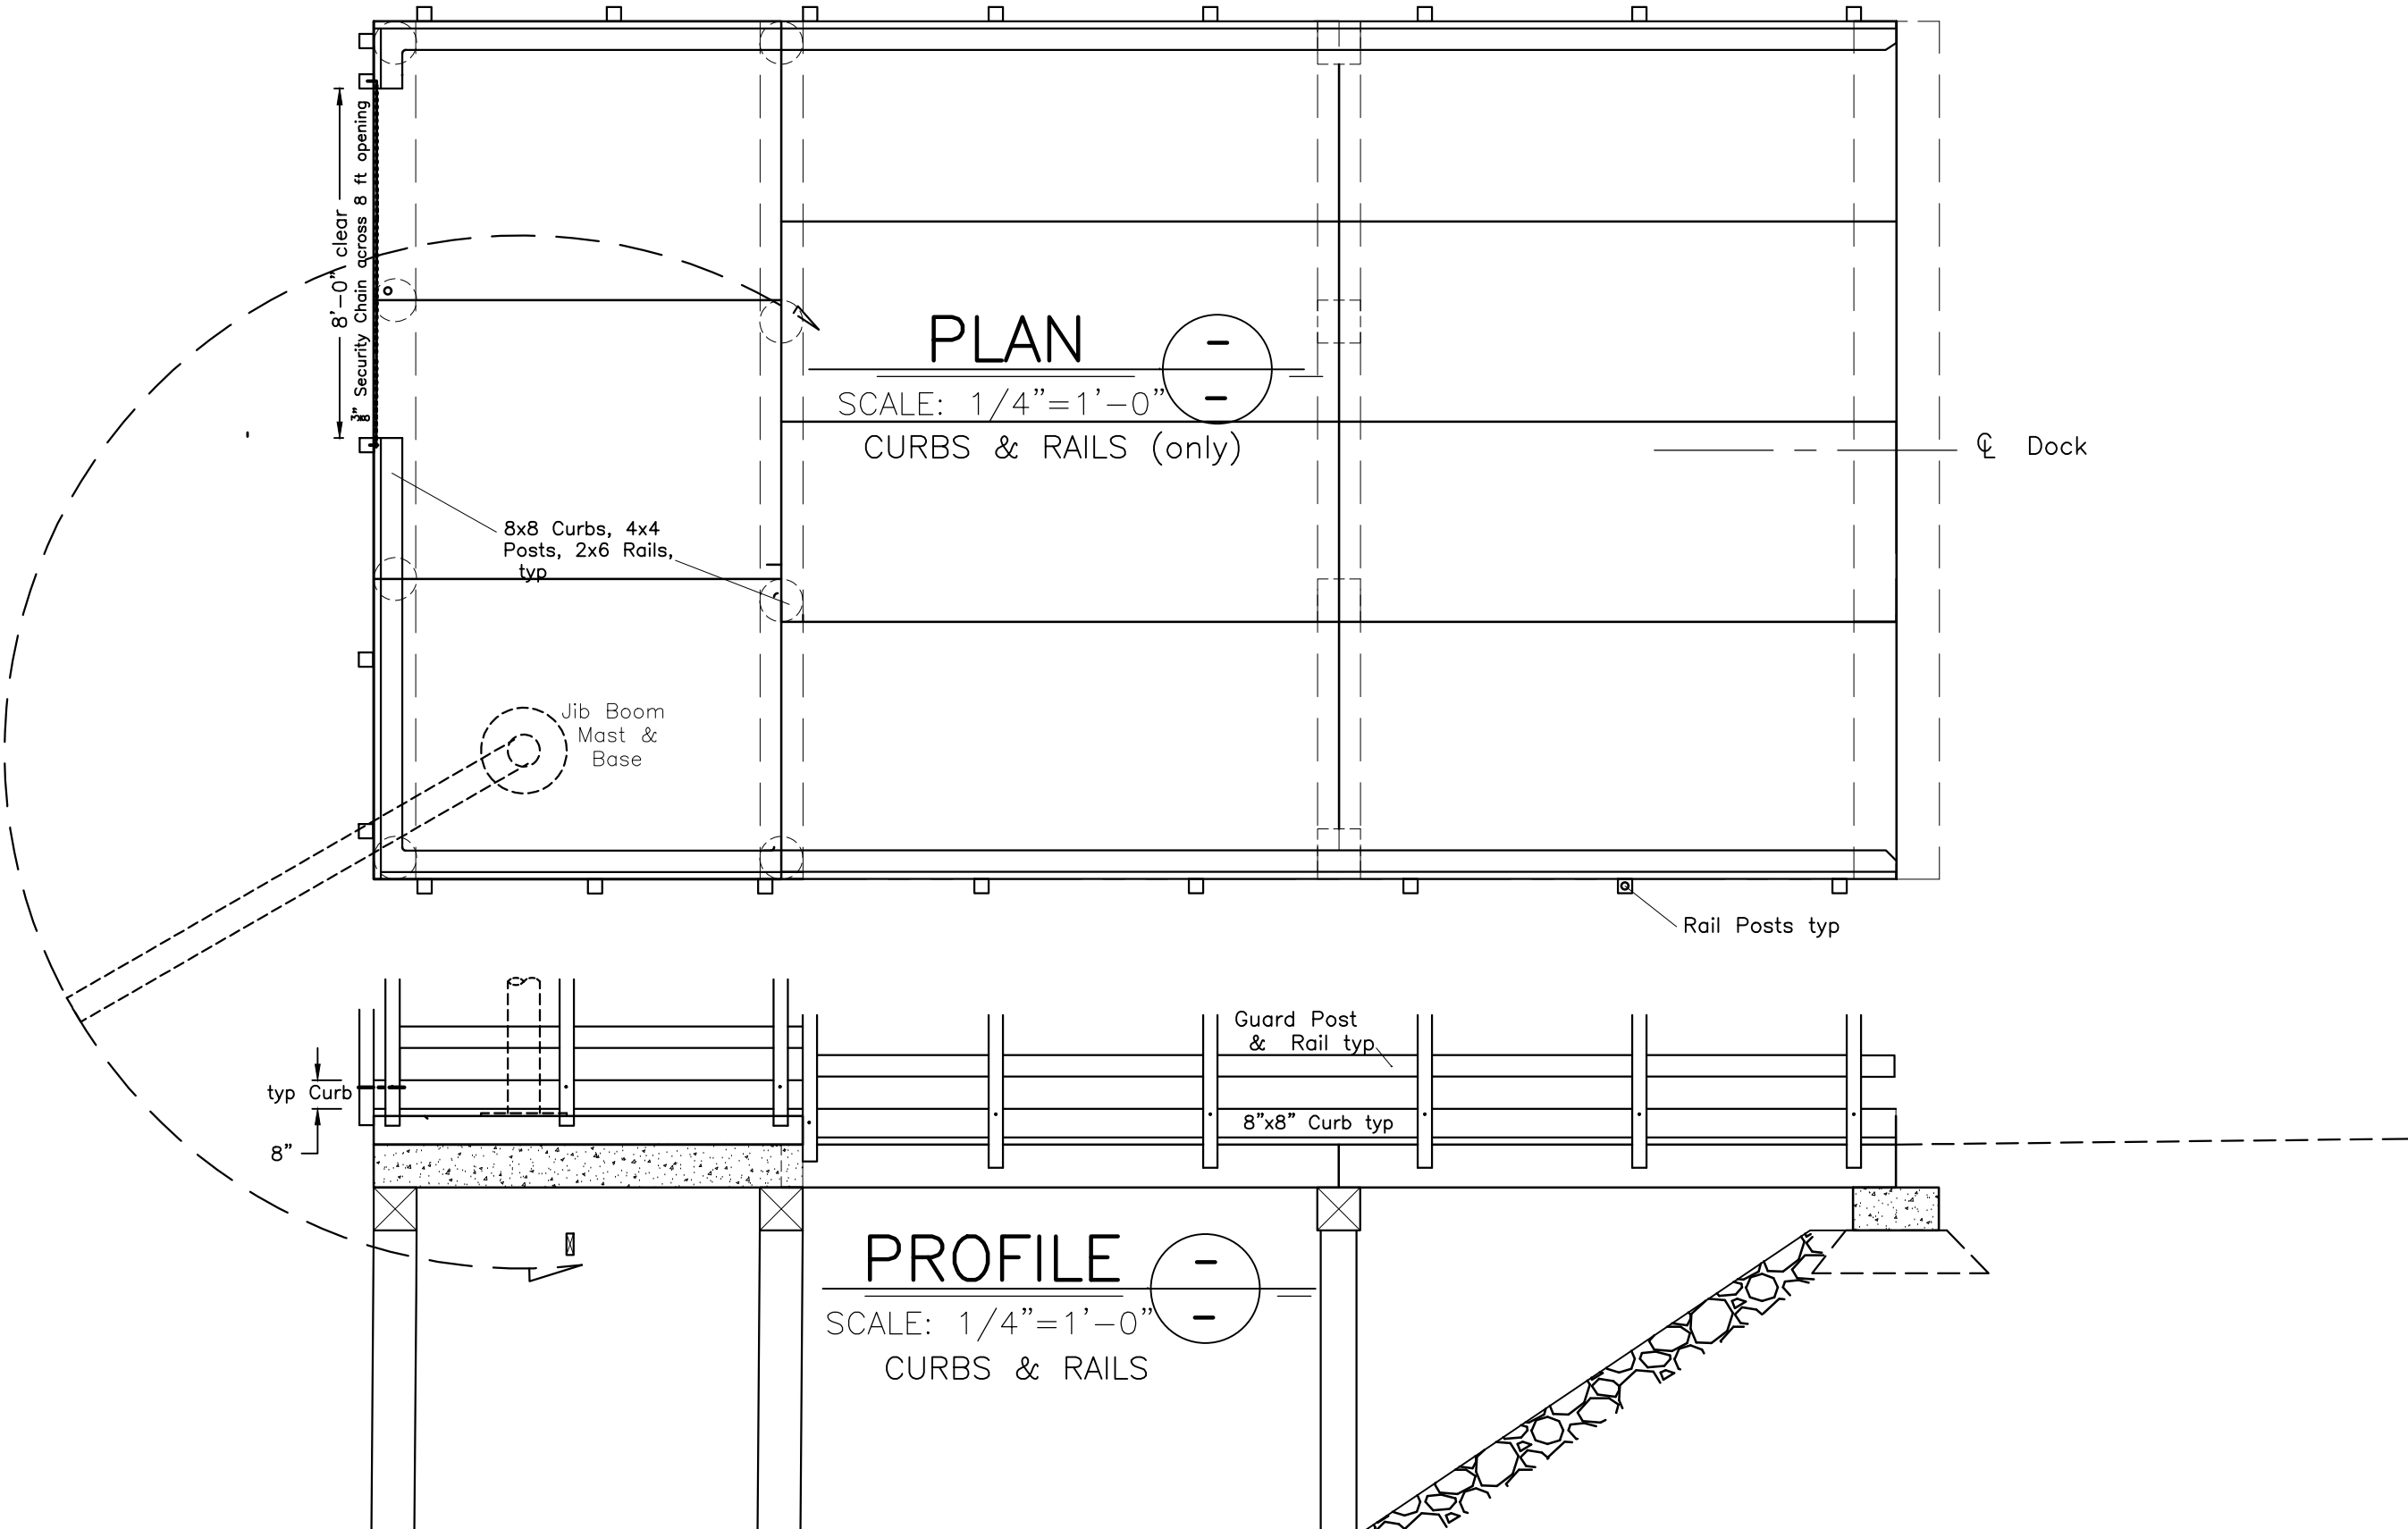 8'-0" clear
3/8" Security Chain across 8 ft opening
PLAN
-
-
SCALE: 1/4"=1'-0"
CURBS & RAILS (only)
℄ Dock
8x8 Curbs, 4x4
Posts, 2x6 Rails,
typ
Jib Boom
Mast &
Base
Rail Posts typ
Guard Post
& Rail typ
typ Curb
8"x8" Curb typ
8"
PROFILE
-
-
SCALE: 1/4"=1'-0"
CURBS & RAILS